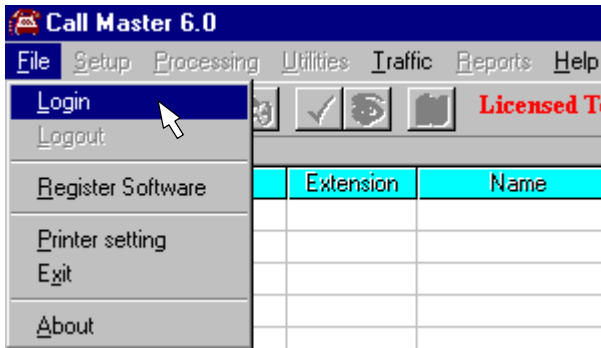 Call Master 6.0
File Setup Processing Utilities Traffic Reports Help
Login
Licensed
Logout
Extension Name
Register Software
Printer setting
Exit
About